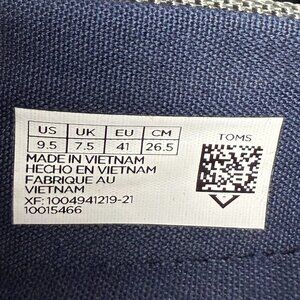 US UK EU CM TOMS
9.5 7.5 41 26.5
MADE IN VIETNAM
HECHO EN VIETNAM
FABRIQUE AU
VIETNAM
XF: 1004941219-21
10015466